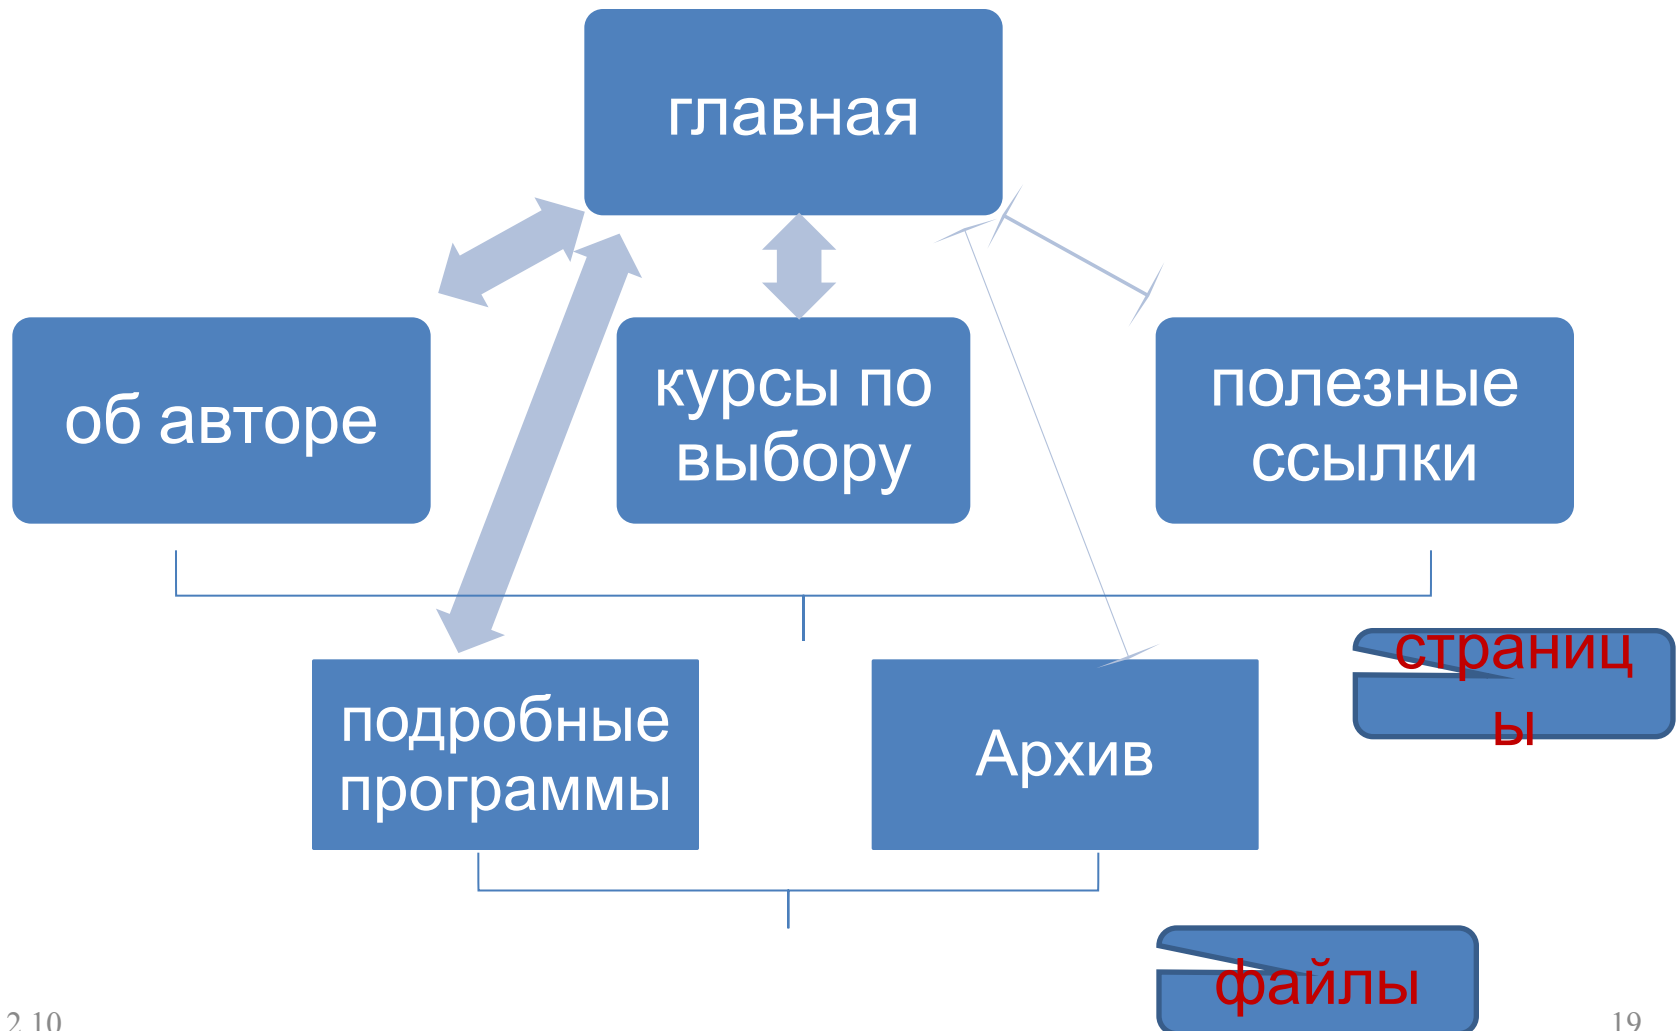 главная
об авторе
курсы по
выбору
полезные
ссылки
страниц
ы
подробные
программы
Архив
файлы
2.10
19